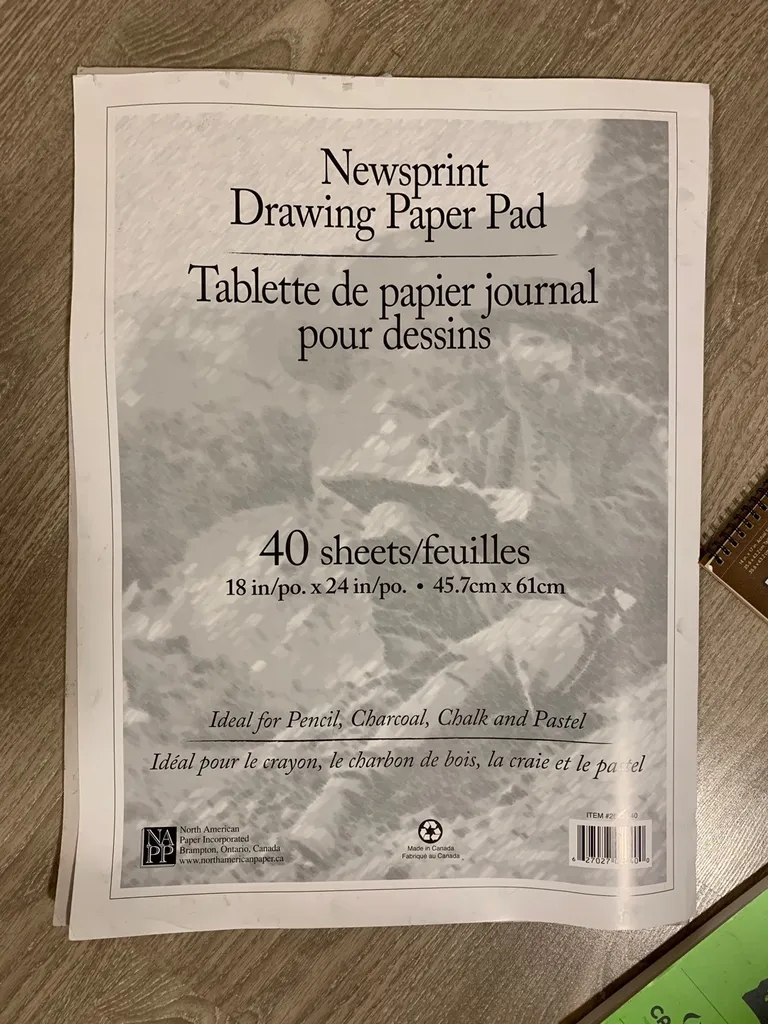 Newsprint
Drawing Paper Pad
Tablette de papier journal
pour dessins
40 sheets/feuilles
18 in/po. x 24 in/po. • 45.7cm x 61cm
Ideal for Pencil, Charcoal, Chalk and Pastel
Idéal pour le crayon, le charbon de bois, la craie et le pastel
NA
PP
North American
Paper Incorporated
Brampton, Ontario, Canada
www.northamericanpaper.ca
Made in Canada
Fabriqué au Canada
ITEM